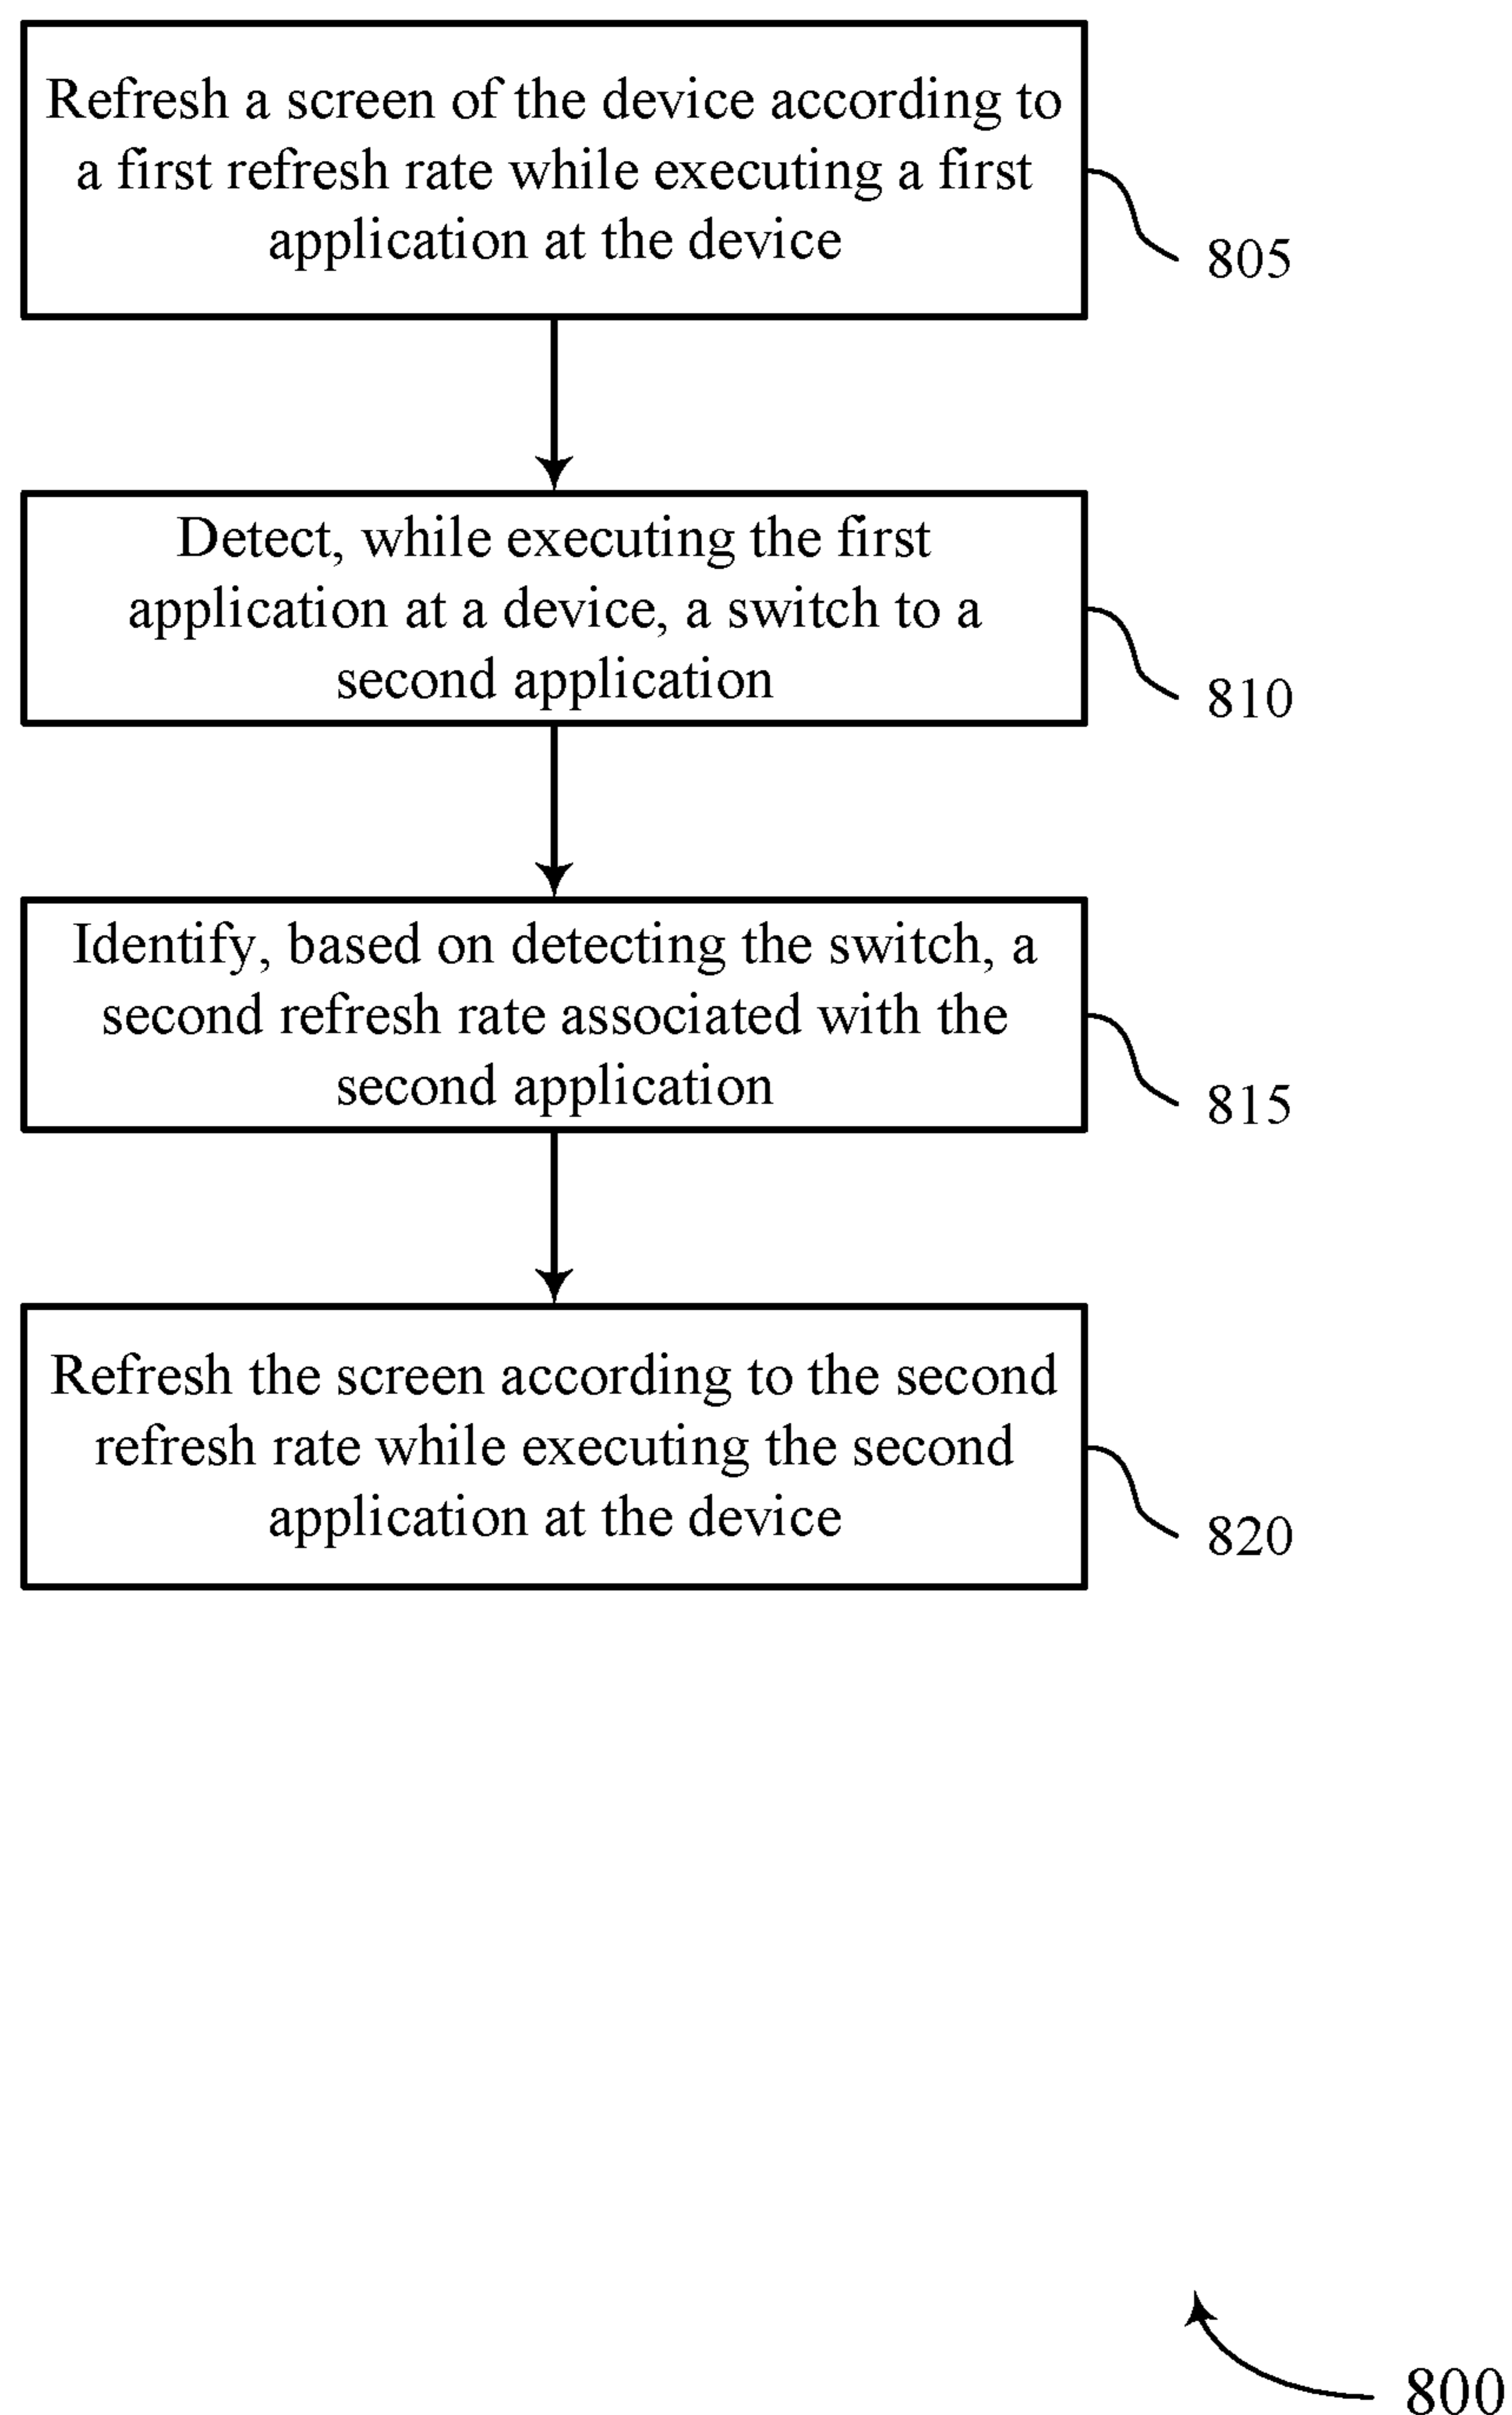 Refresh a screen of the device according to
a first refresh rate while executing a first
application at the device
805
Detect, while executing the first
application at a device, a switch to a
second application
810
Identify, based on detecting the switch, a
second refresh rate associated with the
second application
815
Refresh the screen according to the second
refresh rate while executing the second
application at the device
820
800